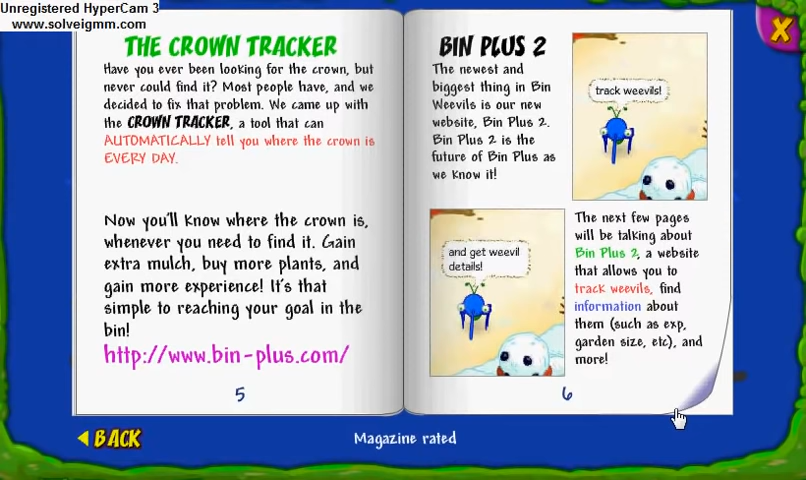 Unregistered HyperCam 3
www.solveigmm.com
THE CROWN TRACKER
Have you ever been looking for the crown, but
never could find it? Most people have, and we
decided to fix that problem. We came up with
the CROWN TRACKER, a tool that can
AUTOMATICALLY tell you where the crown is
EVERY DAY.
Now you'll know where the crown is,
whenever you need to find it. Gain
extra mulch, buy more plants, and
gain more experience! It's that
simple to reaching your goal in the
bin!
http://www.bin-plus.com/
5
BIN PLUS 2
The newest and
biggest thing in Bin
Weevils is our new
website, Bin Plus 2.
Bin Plus 2 is the
future of Bin Plus as
we know it!
track weevils!
and get weevil
details!
The next few pages
will be talking about
Bin Plus 2, a website
that allows you to
track weevils, find
information about
them (such as exp,
garden size, etc), and
more!
6
X
BACK
Magazine rated